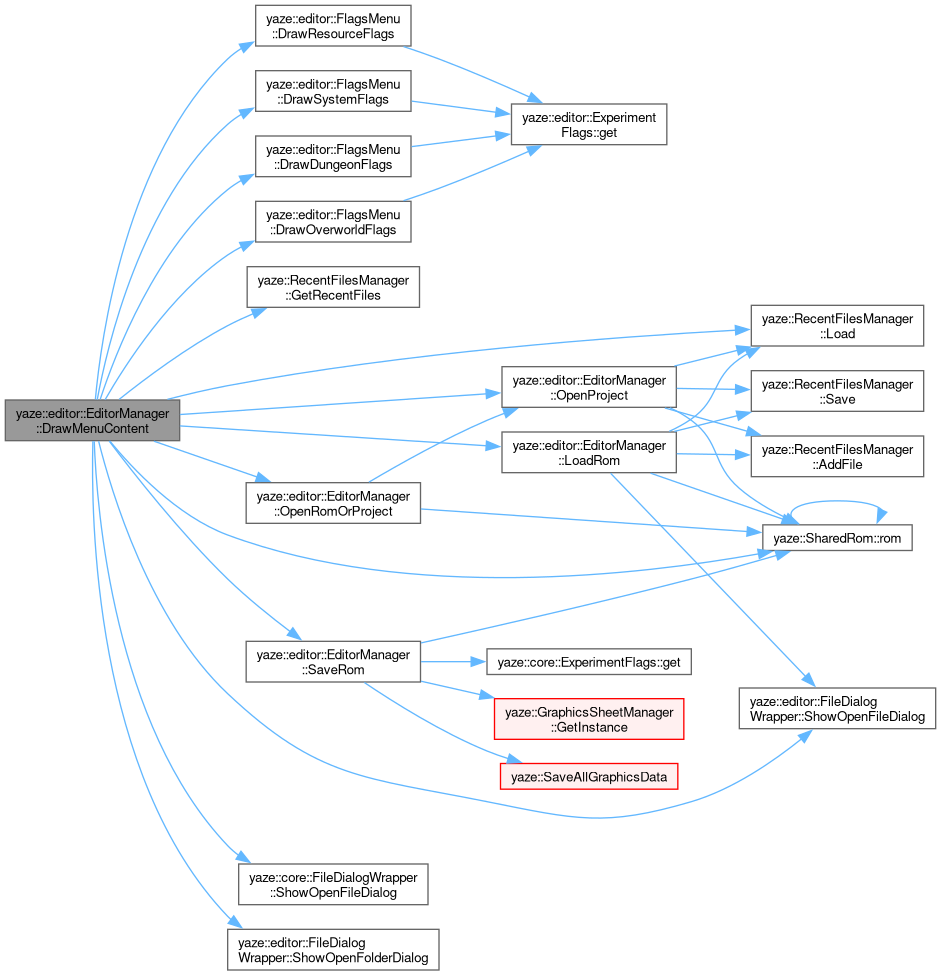 yaze::editor::FlagsMenu
::DrawResourceFlags
yaze::editor::FlagsMenu
::DrawSystemFlags
yaze::editor::Experiment
Flags::get
yaze::editor::FlagsMenu
::DrawDungeonFlags
yaze::editor::FlagsMenu
::DrawOverworldFlags
yaze::RecentFilesManager
::GetRecentFiles
yaze::RecentFilesManager
::Load
yaze::editor::EditorManager
::OpenProject
yaze::RecentFilesManager
::Save
yaze::editor::EditorManager
::DrawMenuContent
yaze::editor::EditorManager
::LoadRom
yaze::RecentFilesManager
::AddFile
yaze::editor::EditorManager
::OpenRomOrProject
yaze::SharedRom::rom
yaze::editor::EditorManager
::SaveRom
yaze::core::ExperimentFlags::get
yaze::GraphicsSheetManager
::GetInstance
yaze::editor::FileDialog
Wrapper::ShowOpenFileDialog
yaze::SaveAllGraphicsData
yaze::core::FileDialogWrapper
::ShowOpenFileDialog
yaze::editor::FileDialog
Wrapper::ShowOpenFolderDialog